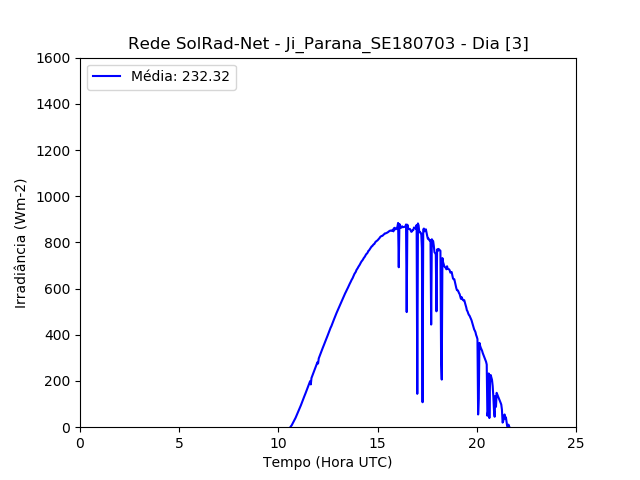 Rede SolRad-Net - Ji_Parana_SE180703 - Dia [3]
Média: 232.32
Irradiância (Wm-2)
1600
1400
1200
1000
800
600
400
200
0
0 5 10 15 20 25
Tempo (Hora UTC)